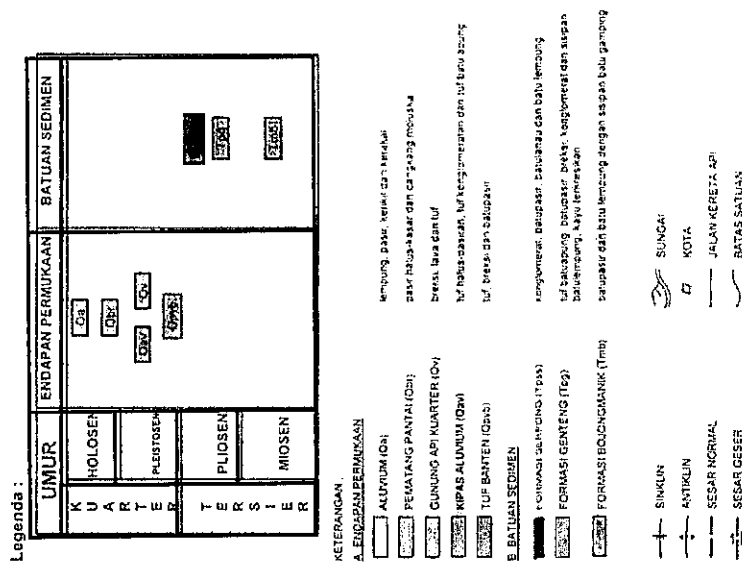 Legenda :
UMUR ENDAPAN PERMUKAAN BATUAN SEDIMEN
KUARTER
HOLOSEN
Qa
Qbr
PLEISTOSEN
Qav Qv
Qpvb
TERSIER
PLIOSEN
Tpg
MIOSEN
Tmb
KETERANGAN :
A. ENDAPAN PERMUKAAN
ALUVIUM (Qa) lempung, pasir, kerikil dan kerakal
PEMATANG PANTAI (Qbr) pasir halus-kasar dan cangkang moluska
GUNUNG API KUARTER (Qv) breksi, lava dan tuf
KIPAS ALUVIUM (Qav) tuf halus-pasiran, tuf konglomeratan dan tuf batu apung
TUF BANTEN (Qpvb) tuf, breksi dan batupasir
B. BATUAN SEDIMEN
FORMASI (Tpss) konglomerat, batupasir, batulanau dan batu lempung
FORMASI GENTENG (Tpg) tuf batuapung, batupasir, breksi, konglomerat dan sisipan
batulempung, kayu terkresikan
FORMASI BOJONGMANIK (Tmb) batupasir dan batu lempung dengan sisipan batu gamping
SINKLIN SUNGAI
ANTIKLIN KOTA
SESAR NORMAL JALAN KERETA API
SESAR GESER BATAS SATUAN